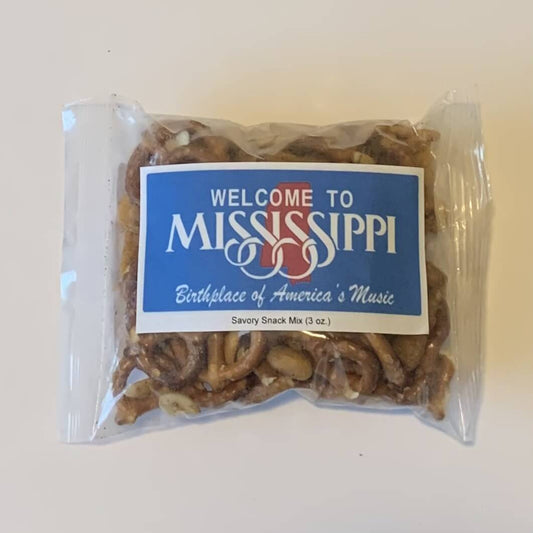 WELCOME TO
MISSISSIPPI
Birthplace of America's Music
Savory Snack Mix (3 oz.)